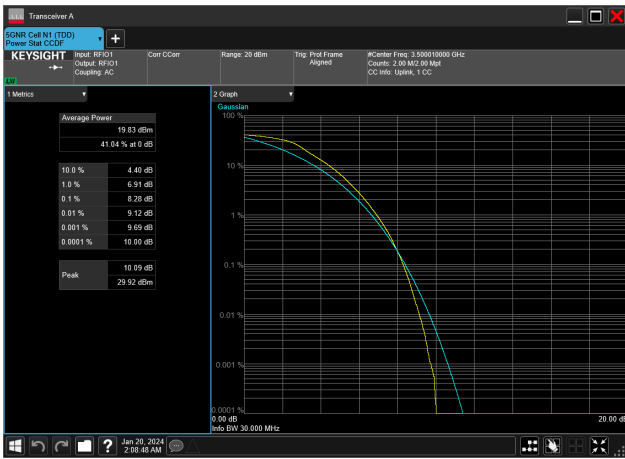 Transceiver A
5GNR Cell N1 (TDD)
Power Stat CCDF
KEYSIGHT
LXI
Input: RFIO1
Output: RFIO1
Coupling: AC
Corr CCorr
Range: 20 dBm
Trig: Prot Frame
Aligned
#Center Freq: 3.500010000 GHz
Counts: 2.00 M/2.00 Mpt
CC Info: Uplink, 1 CC
1 Metrics
Average Power
19.83 dBm
41.04 % at 0 dB
10.0 % 4.40 dB
1.0 % 6.91 dB
0.1 % 8.28 dB
0.01 % 9.12 dB
0.001 % 9.69 dB
0.0001 % 10.00 dB
Peak
10.09 dB
29.92 dBm
2 Graph
Gaussian
100 %
10 %
1 %
0.1 %
0.01 %
0.001 %
0.0001 %
0.00 dB 20.00 dB
Info BW 30.000 MHz
Jan 20, 2024
2:08:48 AM